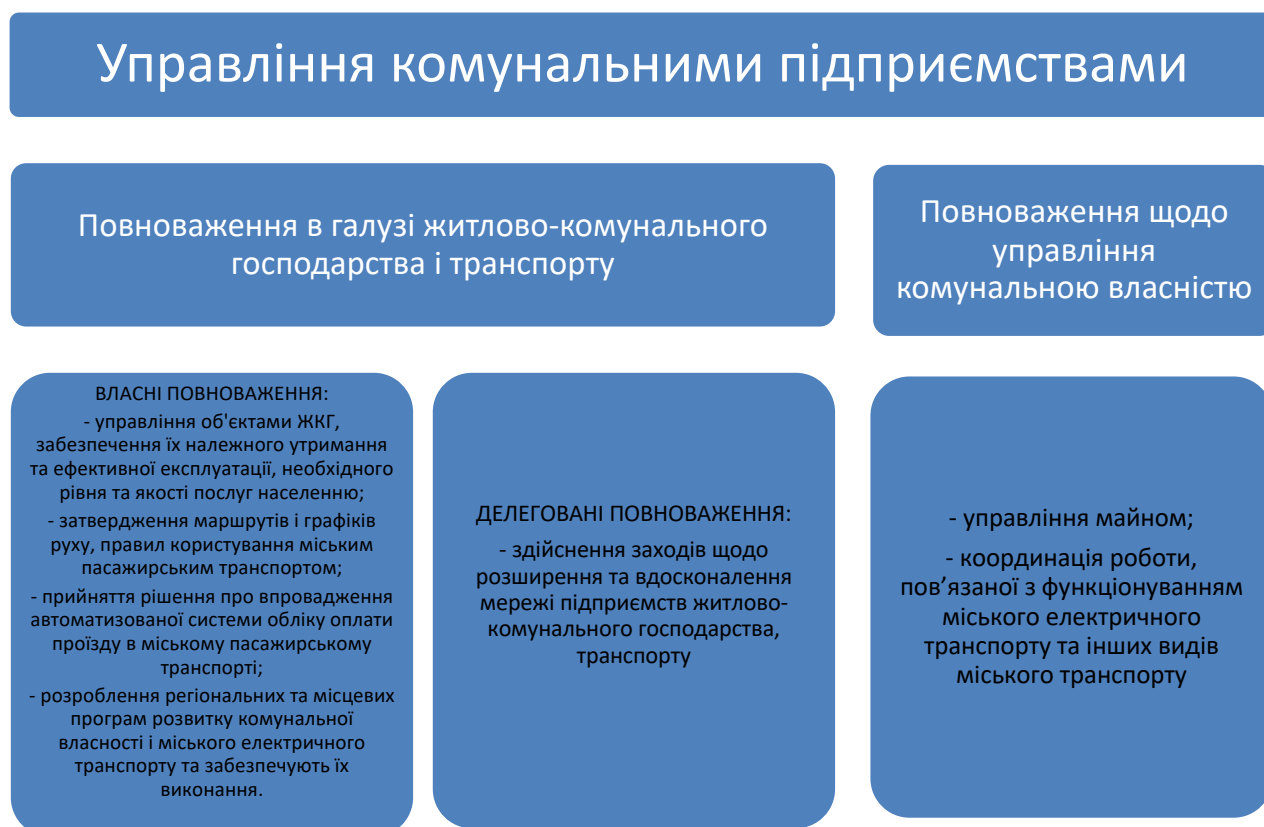 Управління комунальними підприємствами
Повноваження в галузі житлово-комунального
господарства і транспорту
Повноваження щодо
управління
комунальною власністю
ВЛАСНІ ПОВНОВАЖЕННЯ:
- управління об'єктами ЖКГ,
забезпечення їх належного утримання
та ефективної експлуатації, необхідного
рівня та якості послуг населенню;
- затвердження маршрутів і графіків
руху, правил користування міським
пасажирським транспортом;
- прийняття рішення про впровадження
автоматизованої системи обліку оплати
проїзду в міському пасажирському
транспорті;
- розроблення регіональних та місцевих
програм розвитку комунальної
власності і міського електричного
транспорту та забезпечують їх
виконання.
ДЕЛЕГОВАНІ ПОВНОВАЖЕННЯ:
- здійснення заходів щодо
розширення та вдосконалення
мережі підприємств житлово-
комунального господарства,
транспорту
- управління майном;
- координація роботи,
пов’язаної з функціонуванням
міського електричного
транспорту та інших видів
міського транспорту